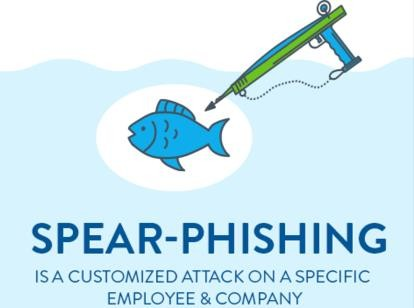 SPEAR-PHISHING
IS A CUSTOMIZED ATTACK ON A SPECIFIC
EMPLOYEE & COMPANY